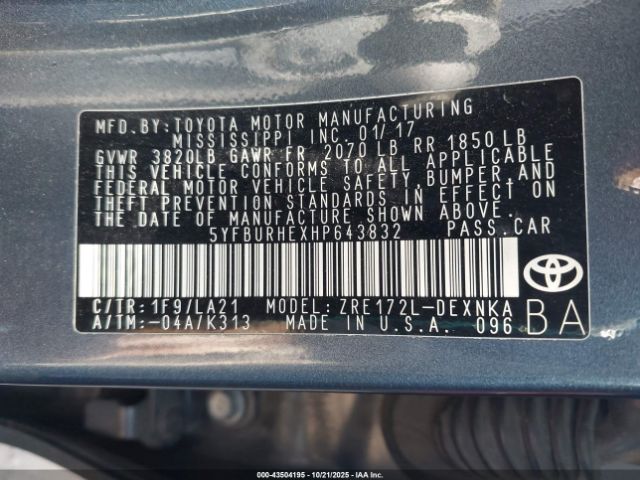 MFD.BY:TOYOTA MOTOR MANUFACTURING
MISSISSIPPI INC.01/17
GVWR 3820LB GAWR FR 2070 LB RR 1850 LB
THIS VEHICLE CONFORMS TO ALL APPLICABLE
FEDERAL MOTOR VEHICLE SAFETY,BUMPER,AND
THEFT PREVENTION STANDARDS IN EFFECT ON
THE DATE OF MANUFACTURE SHOWN ABOVE.
5YFBURHEXHP643832 PASS.CAR
C/TR:1F9/LA21 MODEL:ZRE172L-DEXNKA
A/TM:-04A/K313 MADE IN U.S.A. 096
BA
000-43504195 - 10/21/2025 - IAAI.COM